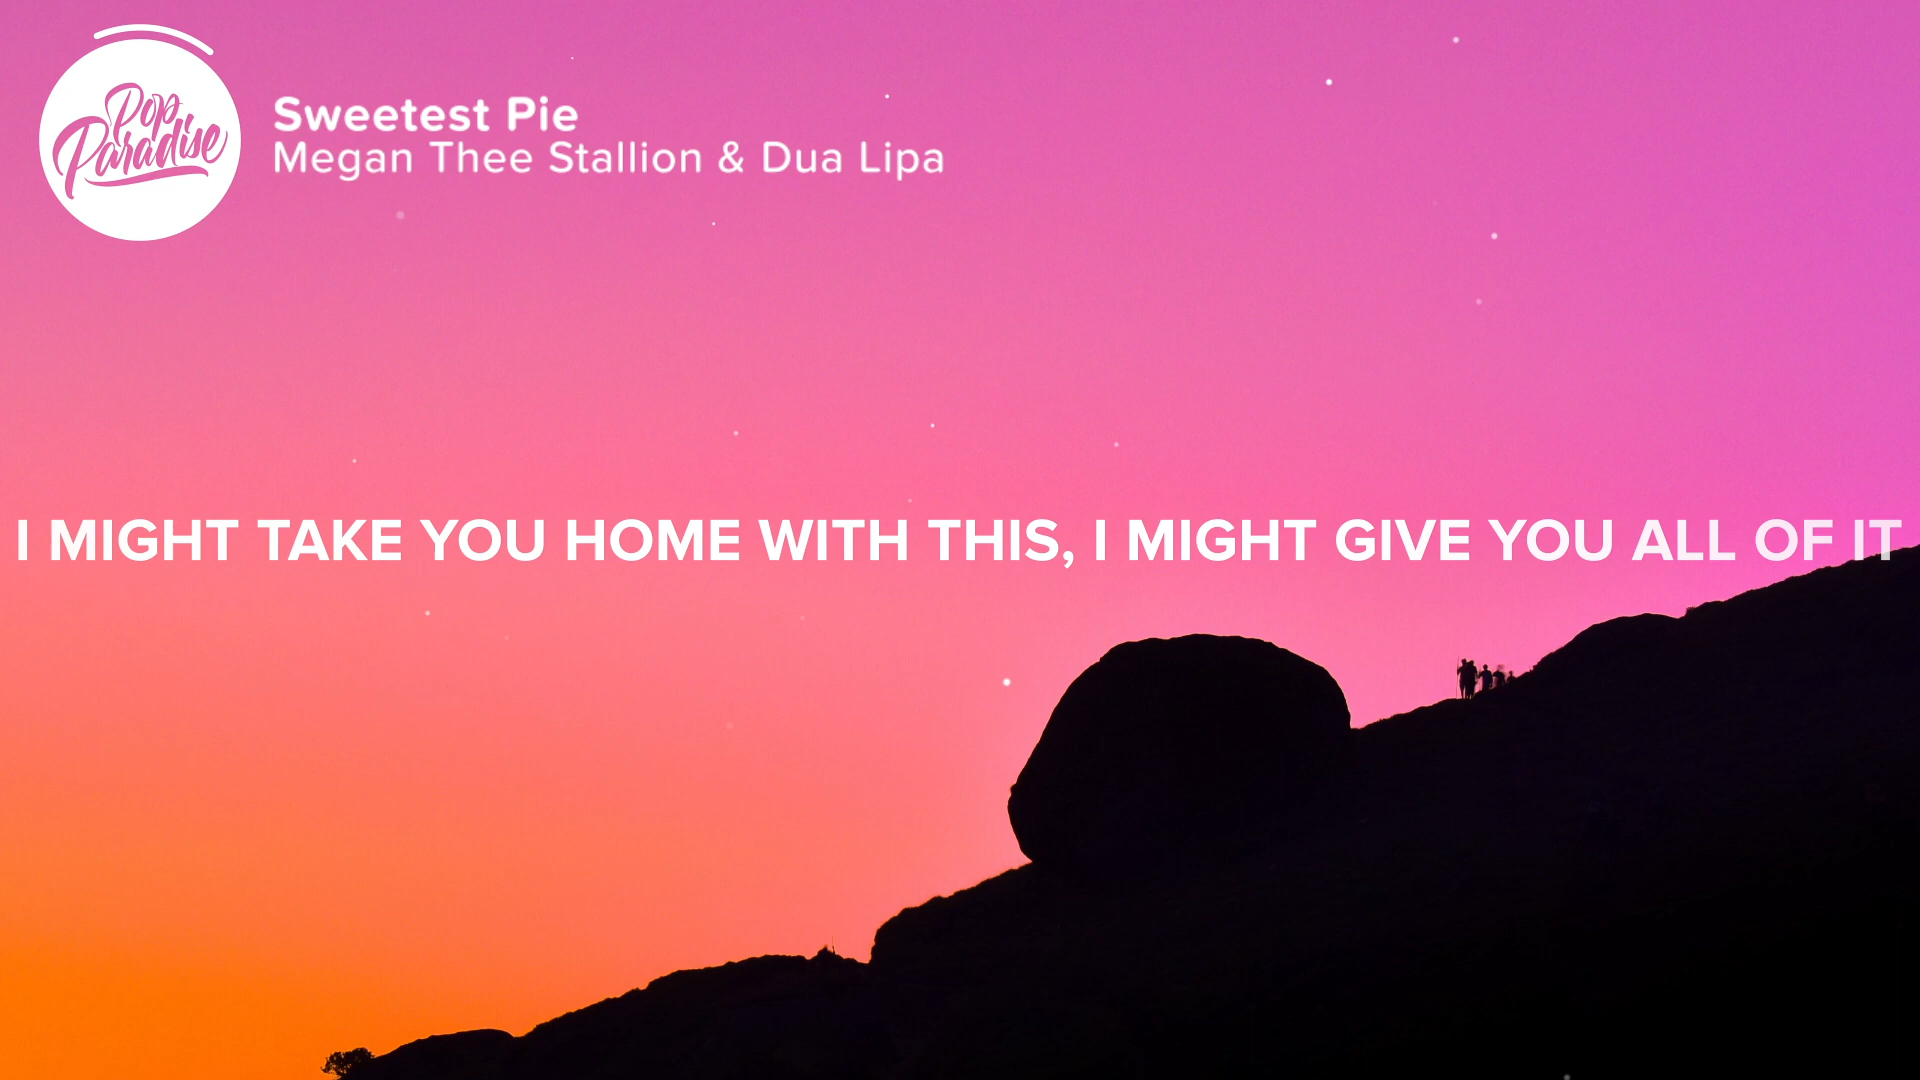 Pop
Paradise
Sweetest Pie
Megan Thee Stallion & Dua Lipa
I MIGHT TAKE YOU HOME WITH THIS, I MIGHT GIVE YOU ALL OF IT